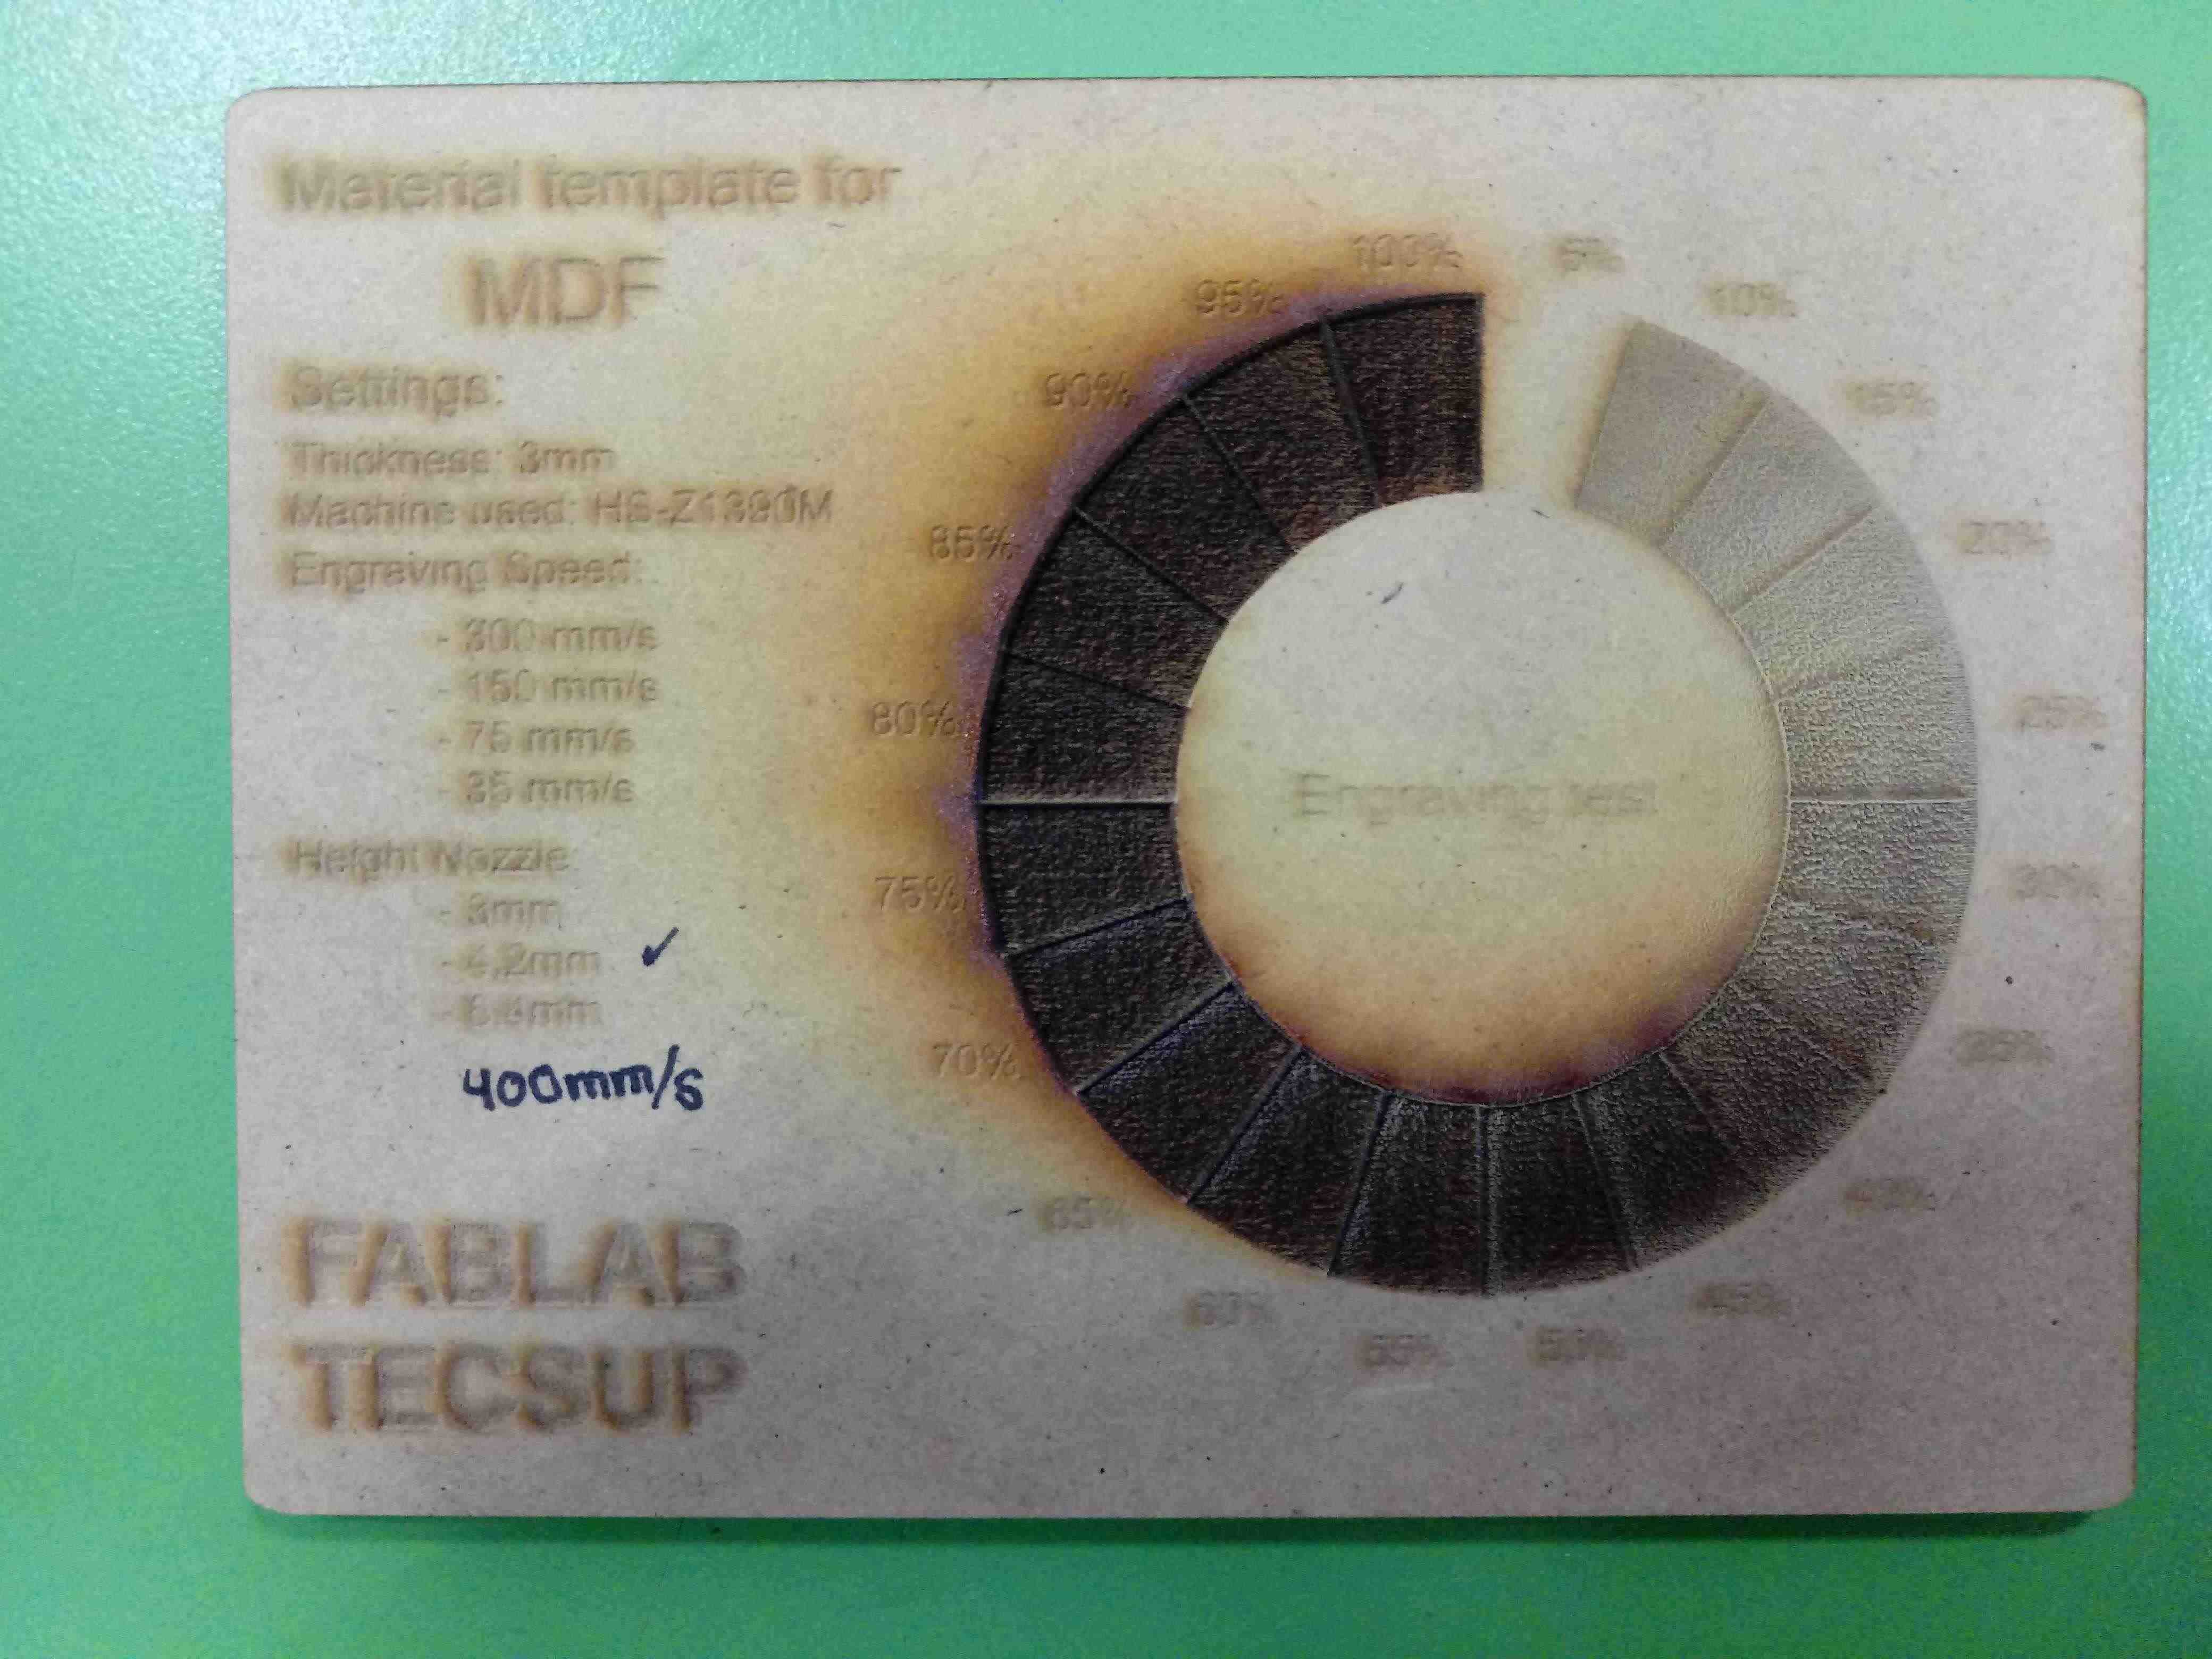 Material template for
MDF
Settings:
Thickness: 3mm
Machine used: HS-Z1390M
Engraving Speed:
- 300 mm/s
- 150 mm/s
- 75 mm/s
- 35 mm/s
Height Nozzle
- 3mm
- 4.2mm ✓
400mm/s
FABLAB
TECSUP
5%
10%
15%
20%
25%
30%
35%
40%
45%
50%
55%
60%
65%
70%
75%
80%
85%
90%
95%
100%
Engraving test